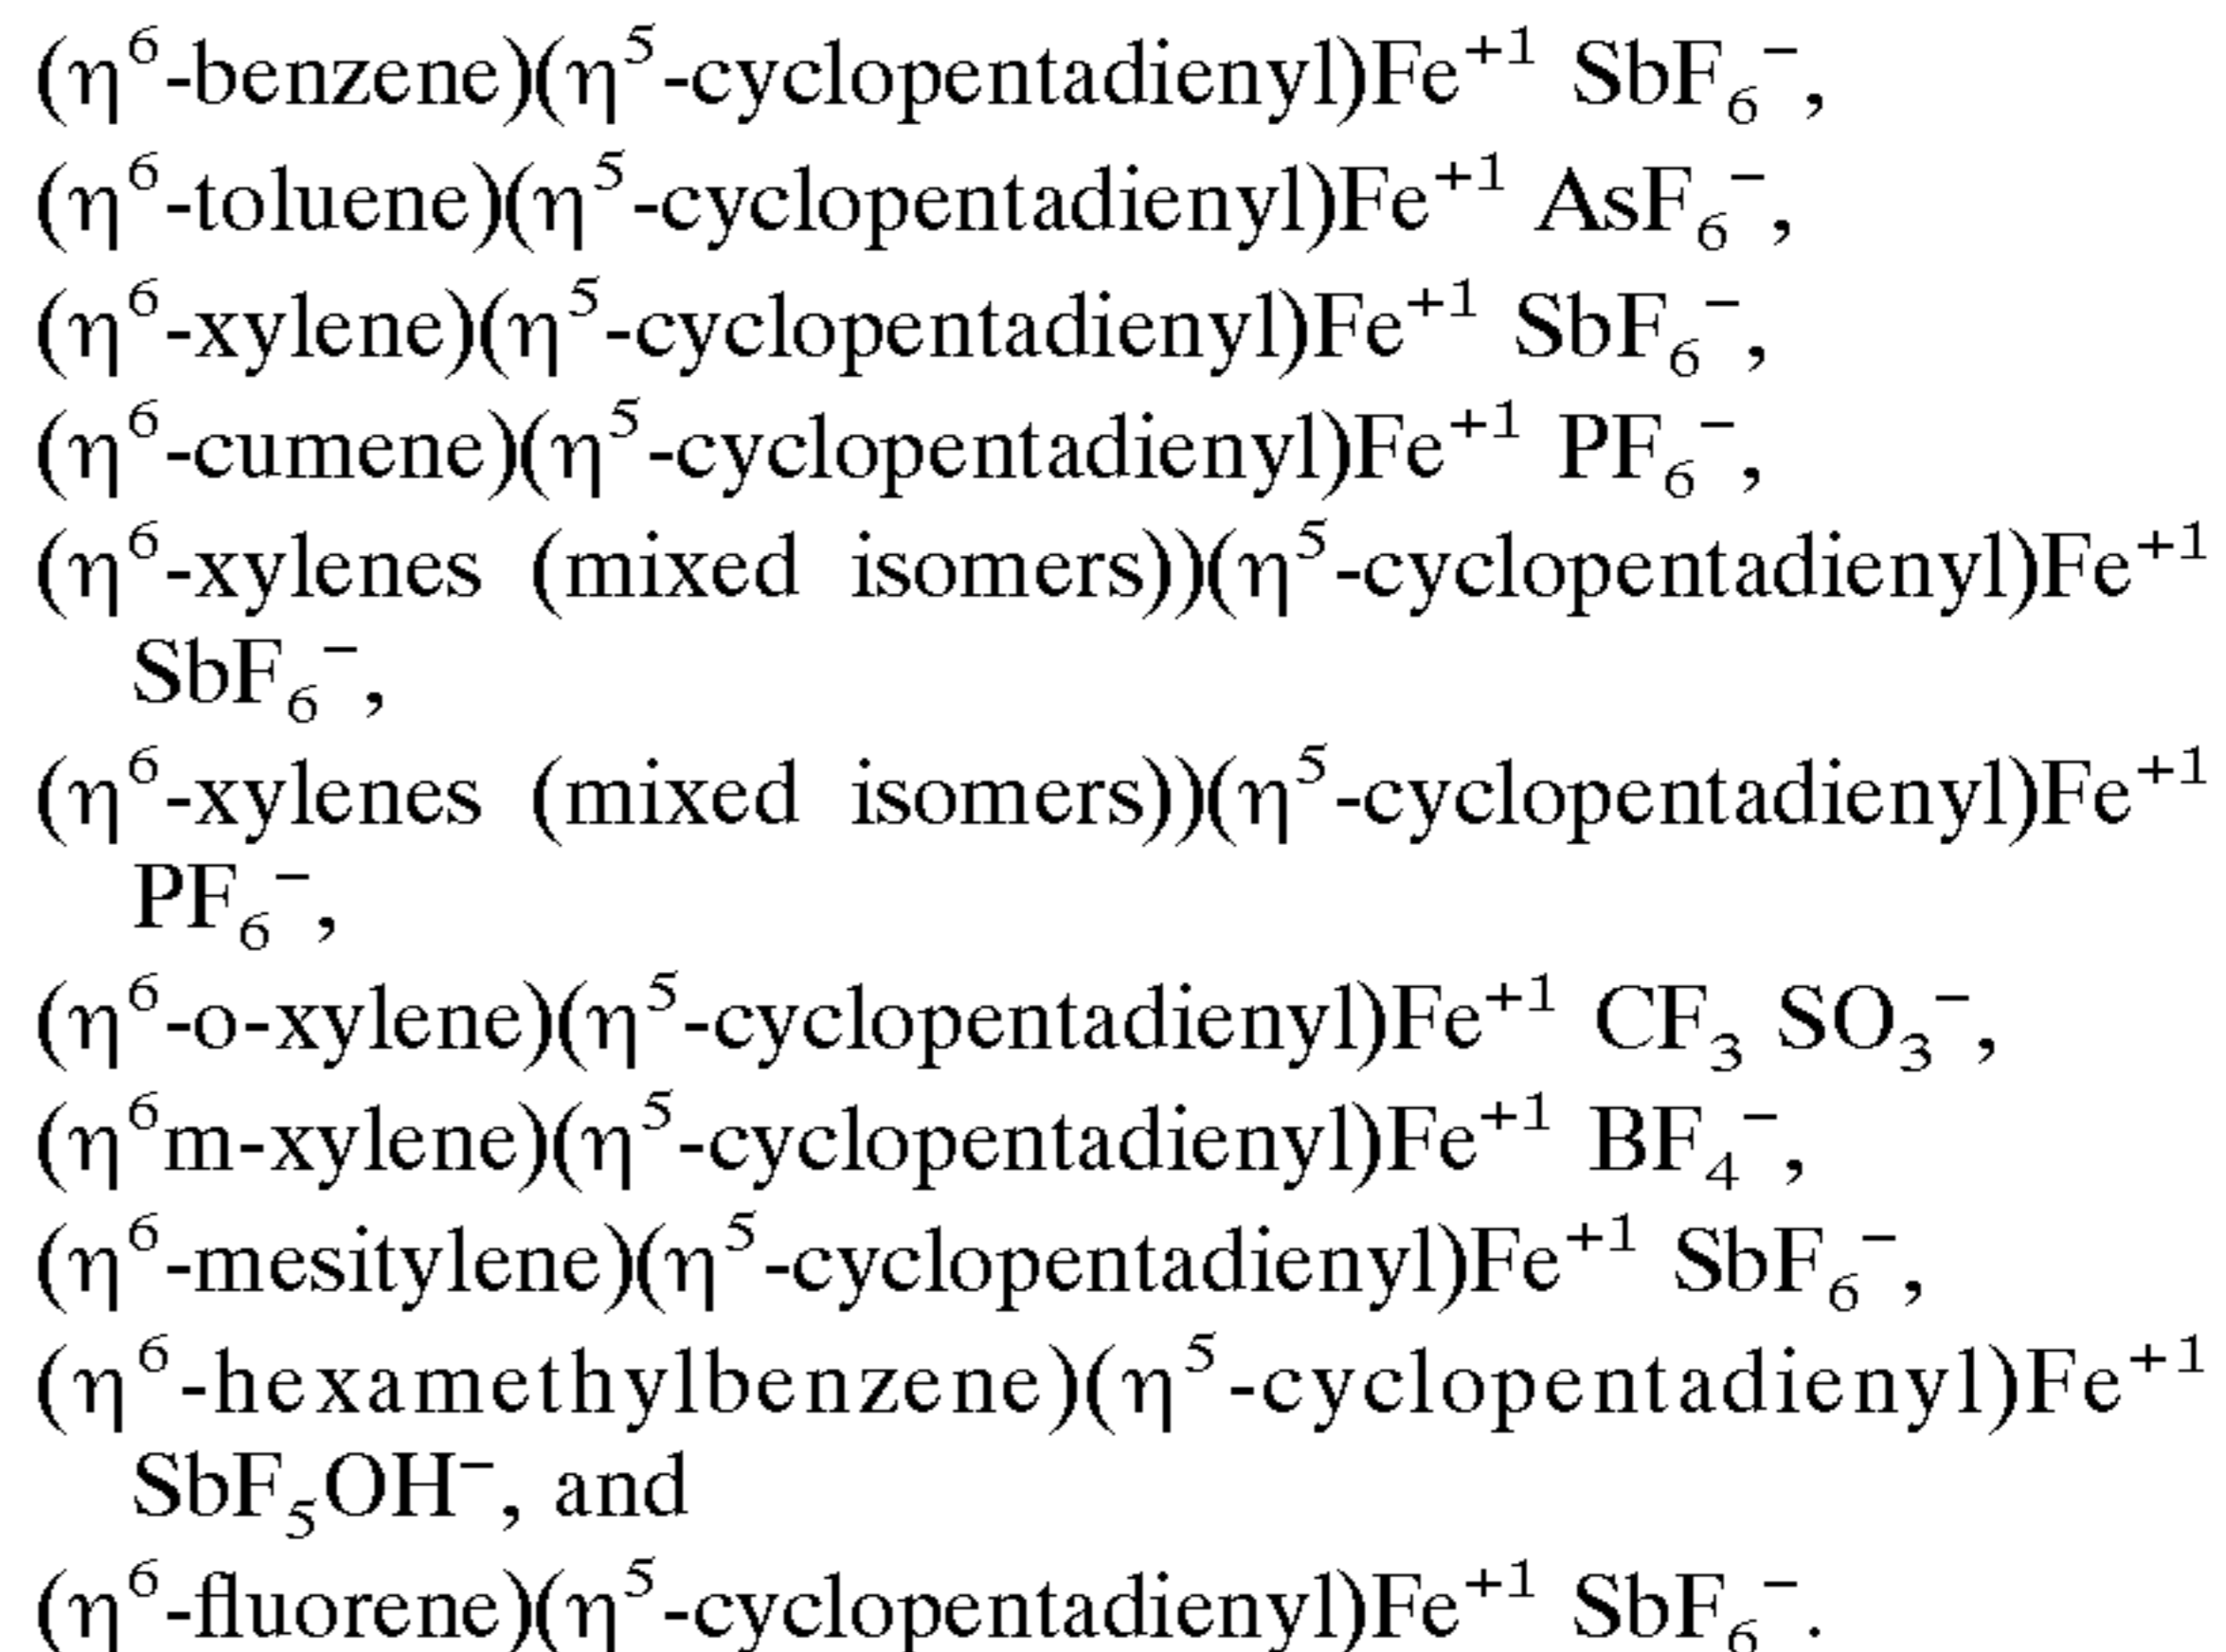 (η⁶-benzene)(η⁵-cyclopentadienyl)Fe⁺¹ SbF₆⁻,
(η⁶-toluene)(η⁵-cyclopentadienyl)Fe⁺¹ AsF₆⁻,
(η⁶-xylene)(η⁵-cyclopentadienyl)Fe⁺¹ SbF₆⁻,
(η⁶-cumene)(η⁵-cyclopentadienyl)Fe⁺¹ PF₆⁻,
(η⁶-xylenes (mixed isomers))(η⁵-cyclopentadienyl)Fe⁺¹
SbF₆⁻,
(η⁶-xylenes (mixed isomers))(η⁵-cyclopentadienyl)Fe⁺¹
PF₆⁻,
(η⁶-o-xylene)(η⁵-cyclopentadienyl)Fe⁺¹ CF₃ SO₃⁻,
(η⁶m-xylene)(η⁵-cyclopentadienyl)Fe⁺¹ BF₄⁻,
(η⁶-mesitylene)(η⁵-cyclopentadienyl)Fe⁺¹ SbF₆⁻,
(η⁶-hexamethylbenzene)(η⁵-cyclopentadienyl)Fe⁺¹
SbF₅OH⁻, and
(η⁶-fluorene)(η⁵-cyclopentadienyl)Fe⁺¹ SbF₆⁻.